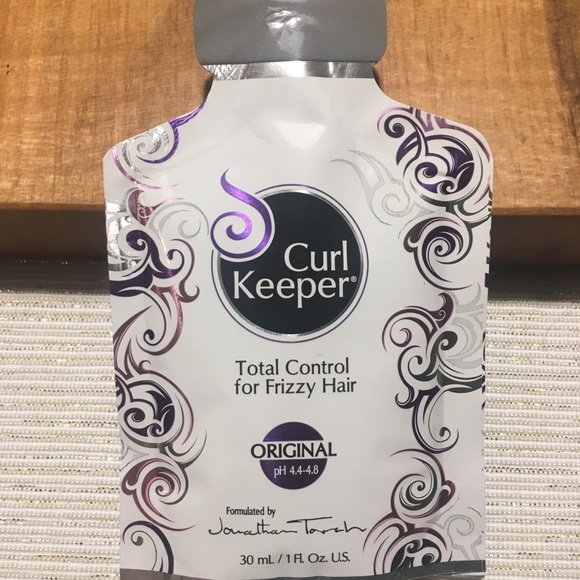 Curl
Keeper®
Total Control
for Frizzy Hair
ORIGINAL
pH 4.4-4.8
Formulated by
Jonathan Torch
30 mL / 1 Fl. Oz. U.S.